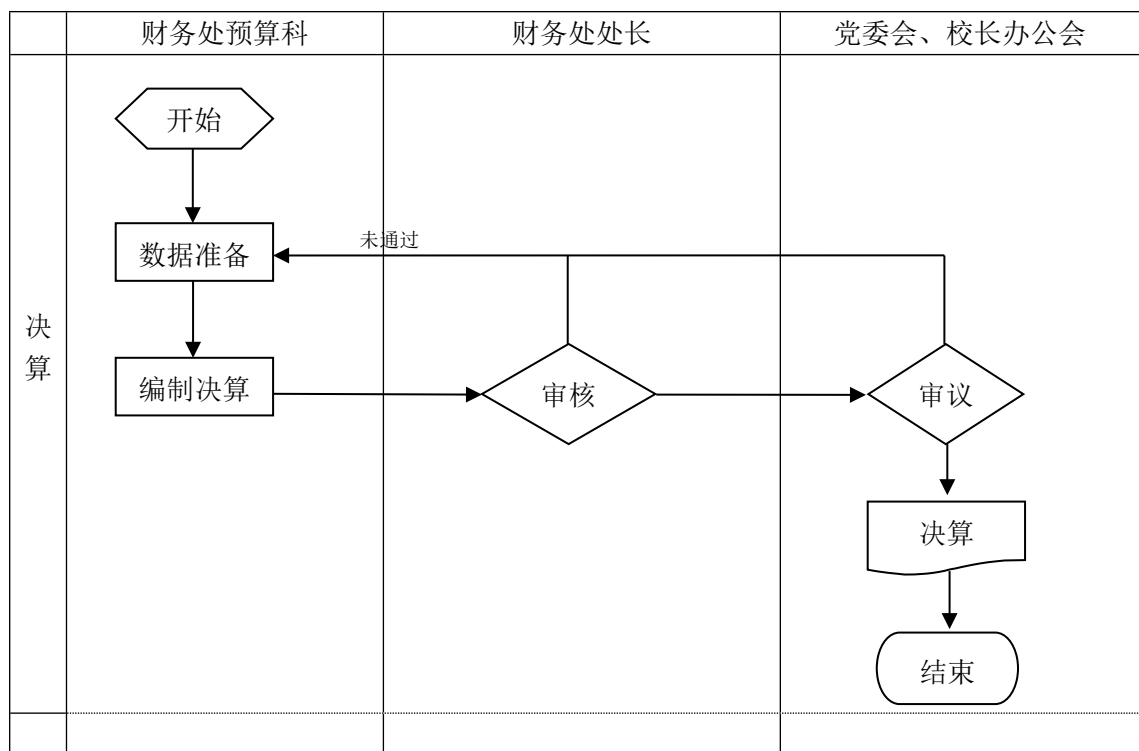 财务处预算科
财务处处长
党委会、校长办公会
决
算
开始
数据准备
未通过
编制决算
审核
审议
决算
结束